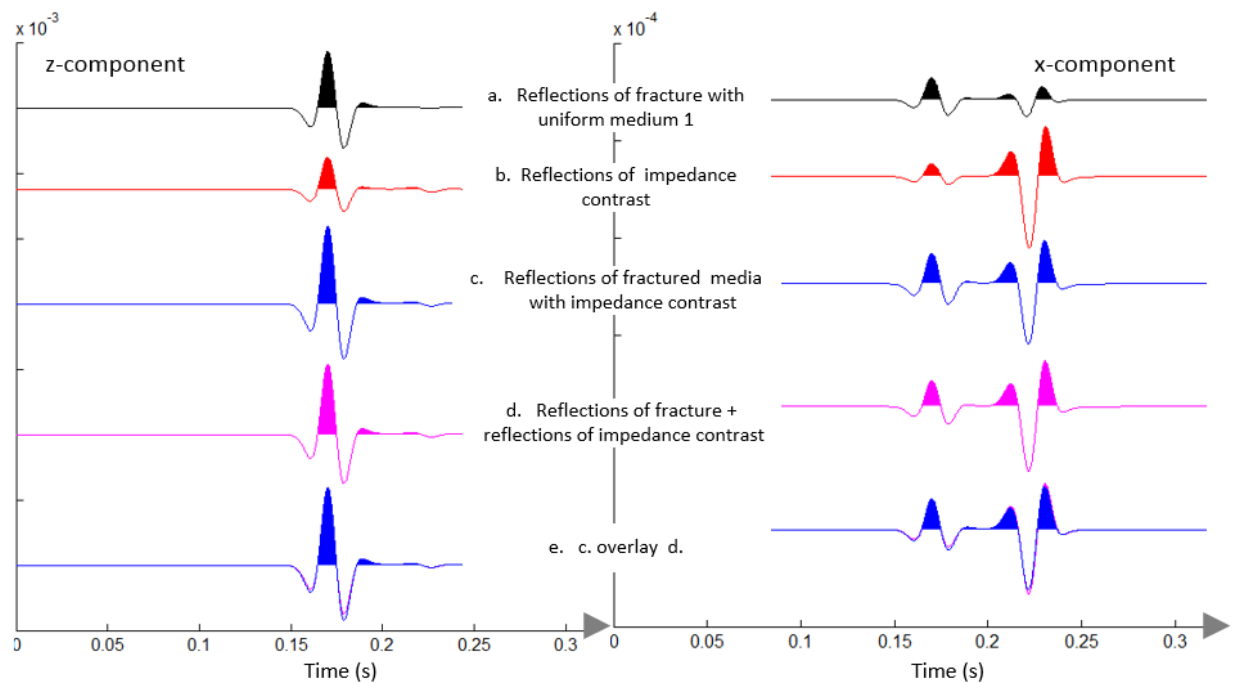 x 10⁻³
x 10⁻⁴
z-component
x-component
a. Reflections of fracture with
uniform medium 1
b. Reflections of impedance
contrast
c. Reflections of fractured media
with impedance contrast
d. Reflections of fracture +
reflections of impedance contrast
e. c. overlay d.
0 0.05 0.1 0.15 0.2 0.25 0.3
0 0.05 0.1 0.15 0.2 0.25 0.3
Time (s)
Time (s)